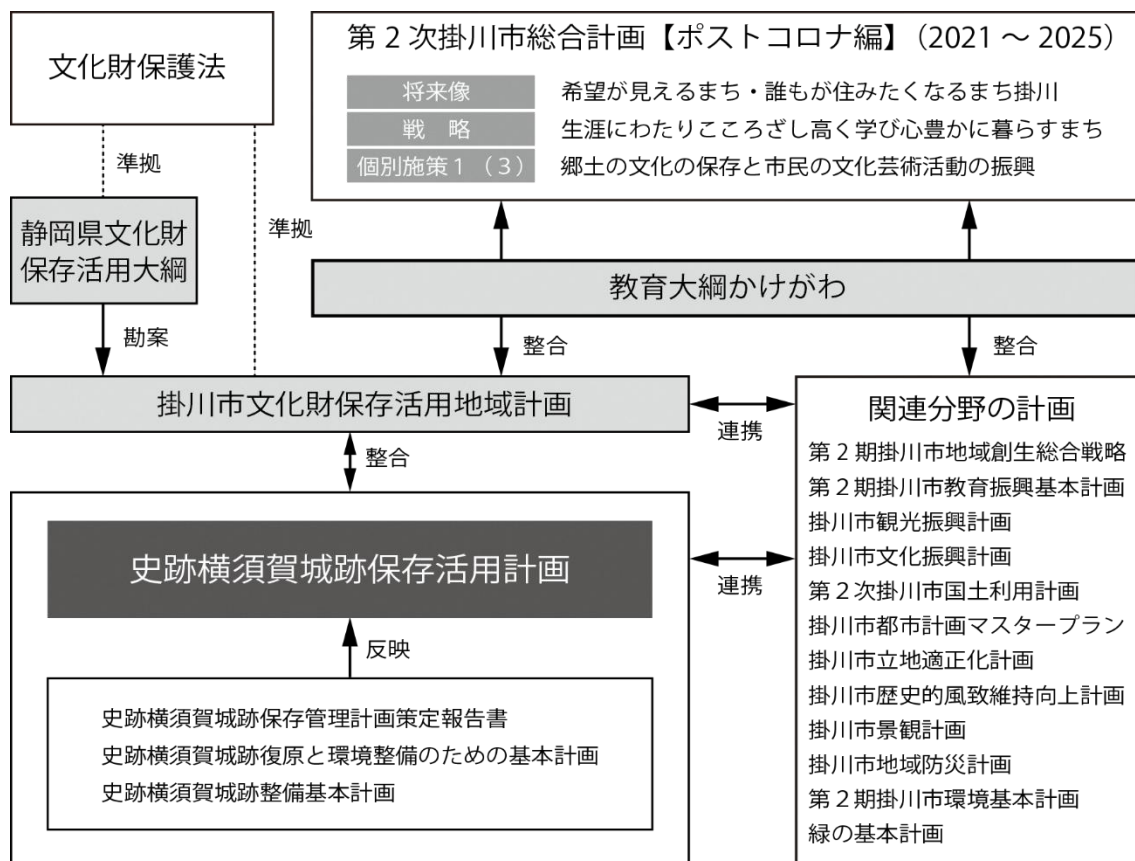 文化財保護法
第２次掛川市総合計画【ポストコロナ編】（2021 ～ 2025）
将来像　希望が見えるまち・誰もが住みたくなるまち掛川
戦　略　生涯にわたりこころざし高く学び心豊かに暮らすまち
個別施策１（３）　郷土の文化の保存と市民の文化芸術活動の振興
準拠
準拠
静岡県文化財
保存活用大綱
教育大綱かけがわ
勘案
整合
整合
掛川市文化財保存活用地域計画
連携
整合
史跡横須賀城跡保存活用計画
連携
反映
史跡横須賀城跡保存管理計画策定報告書
史跡横須賀城跡復原と環境整備のための基本計画
史跡横須賀城跡整備基本計画
関連分野の計画
第２期掛川市地域創生総合戦略
第２期掛川市教育振興基本計画
掛川市観光振興計画
掛川市文化振興計画
第２次掛川市国土利用計画
掛川市都市計画マスタープラン
掛川市立地適正化計画
掛川市歴史的風致維持向上計画
掛川市景観計画
掛川市地域防災計画
第２期掛川市環境基本計画
緑の基本計画